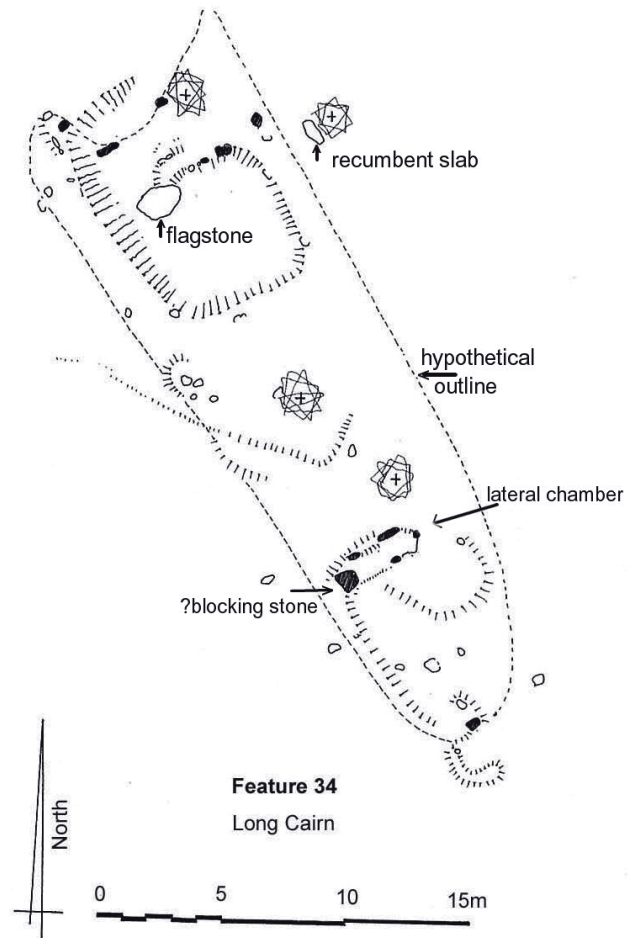 recumbent slab
flagstone
hypothetical
outline
lateral chamber
?blocking stone
Feature 34
Long Cairn
North
0 5 10 15m